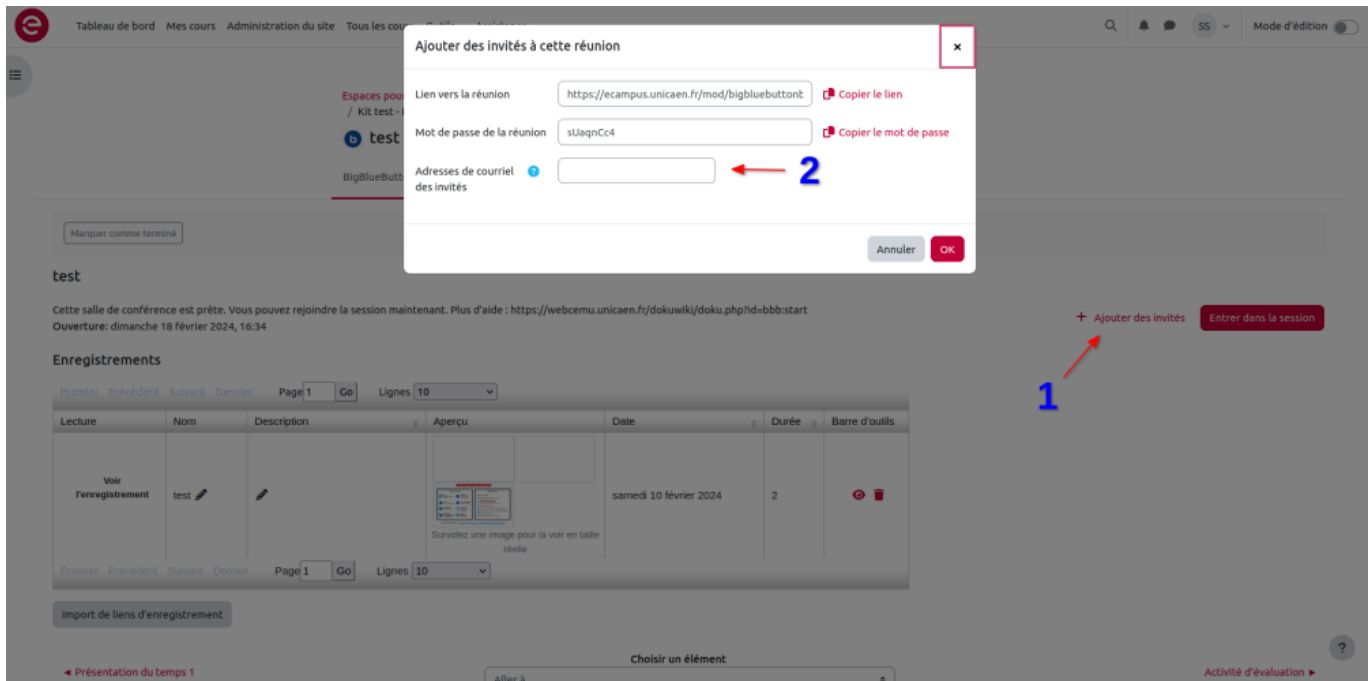 e Tableau de bord Mes cours Administration du site Tous les cou SS Mode d'édition
Ajouter des invités à cette réunion ×
Lien vers la réunion https://ecampus.unicaen.fr/mod/bigbluebuttonb Copier le lien
Mot de passe de la réunion sUaqnCc4 Copier le mot de passe
Adresses de courriel ? 2
des invités
Annuler OK
Espaces pou
/ Kit test -
b test
BigBlueButt
Marquer comme terminé
test
Cette salle de conférence est prête. Vous pouvez rejoindre la session maintenant. Plus d'aide : https://webcemu.unicaen.fr/dokuwiki/doku.php?id=bbb:start
Ouverture: dimanche 18 février 2024, 16:34
+ Ajouter des invités Entrer dans la session
1
Enregistrements
Premier Précédent Suivant Dernier Page 1 Go Lignes 10
Lecture Nom Description Aperçu Date Durée Barre d'outils
Voir
l'enregistrement test samedi 10 février 2024 2
Survolez une image pour la voir en taille
réelle
Premier Précédent Suivant Dernier Page 1 Go Lignes 10
Import de liens d'enregistrement
?
Choisir un élément
◄ Présentation du temps 1 Aller à Activité d'évaluation ►